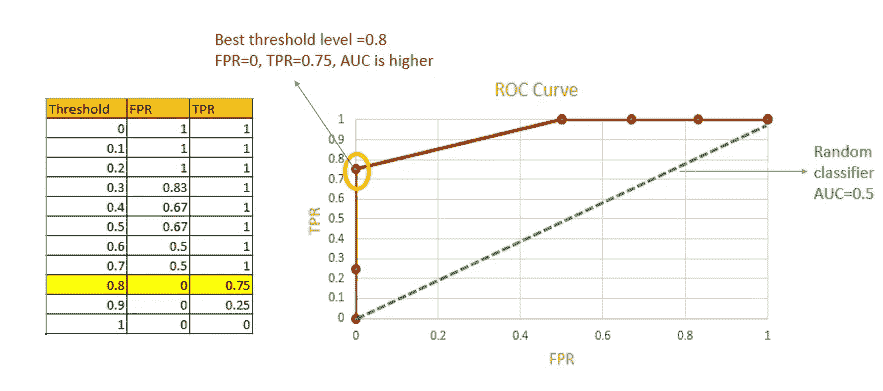 Best threshold level =0.8
FPR=0, TPR=0.75, AUC is higher
Threshold FPR TPR
0 1 1
0.1 1 1
0.2 1 1
0.3 0.83 1
0.4 0.67 1
0.5 0.67 1
0.6 0.5 1
0.7 0.5 1
0.8 0 0.75
0.9 0 0.25
1 0 0
ROC Curve
1
0.9
0.8
0.7
0.6
0.5
0.4
0.3
0.2
0.1
0
TPR
0 0.2 0.4 0.6 0.8 1
FPR
Random
classifier
AUC=0.5